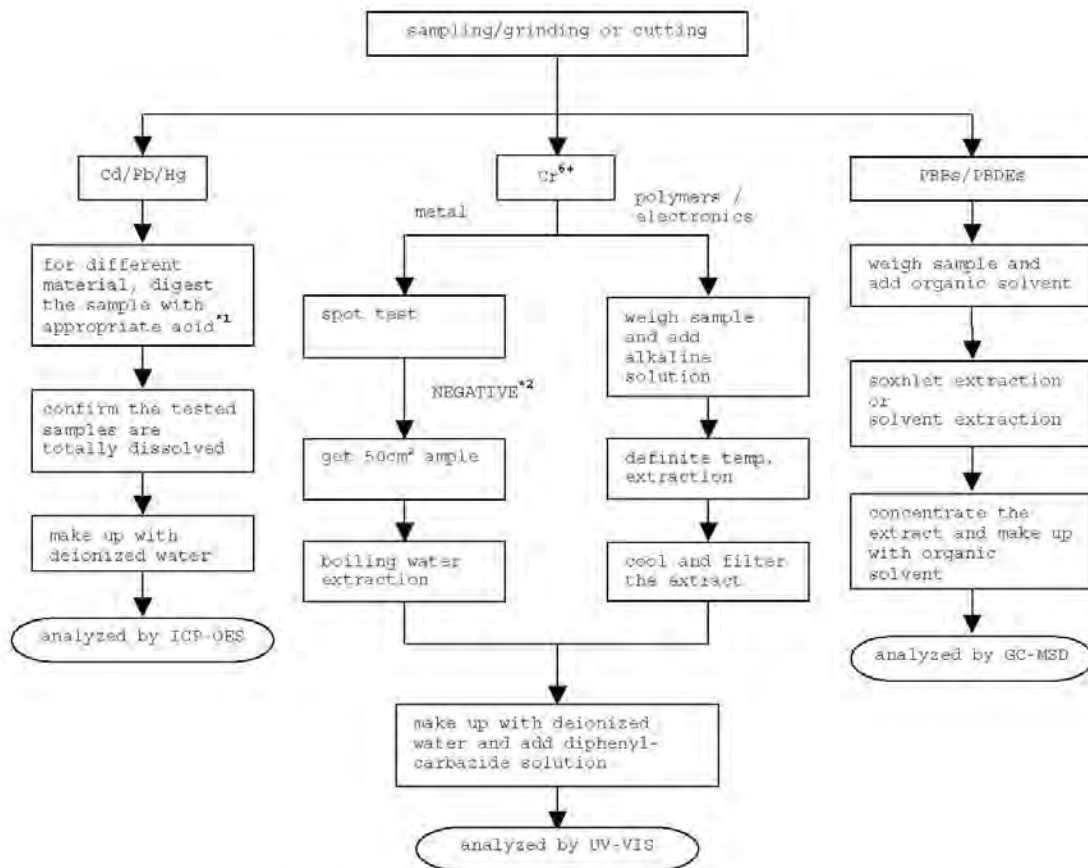 sampling/grinding or cutting
Cd/Pb/Hg
for different
material, digest
the sample with
appropriate acid*1
confirm the tested
samples are
totally dissolved
make up with
deionized water
analyzed by ICP-OES
Cr6+
metal
spot test
NEGATIVE*2
get 50cm² ample
boiling water
extraction
polymers /
electronics
weigh sample
and add
alkaline
solution
definite temp.
extraction
cool and filter
the extract
make up with deionized
water and add diphenyl-
carbazide solution
analyzed by UV-VIS
PBBs/PBDEs
weigh sample and
add organic solvent
soxhlet extraction
or
solvent extraction
concentrate the
extract and make up
with organic
solvent
analyzed by GC-MSD